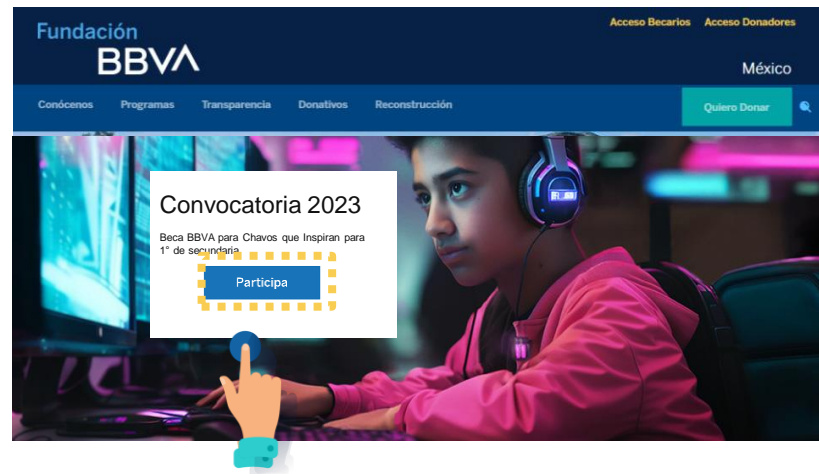 Acceso Becarios Acceso Donadores
Fundación
BBVA
México
Conócenos Programas Transparencia Donativos Reconstrucción Quiero Donar
Convocatoria 2023
Beca BBVA para Chavos que Inspiran para
1° de secundaria
Participa